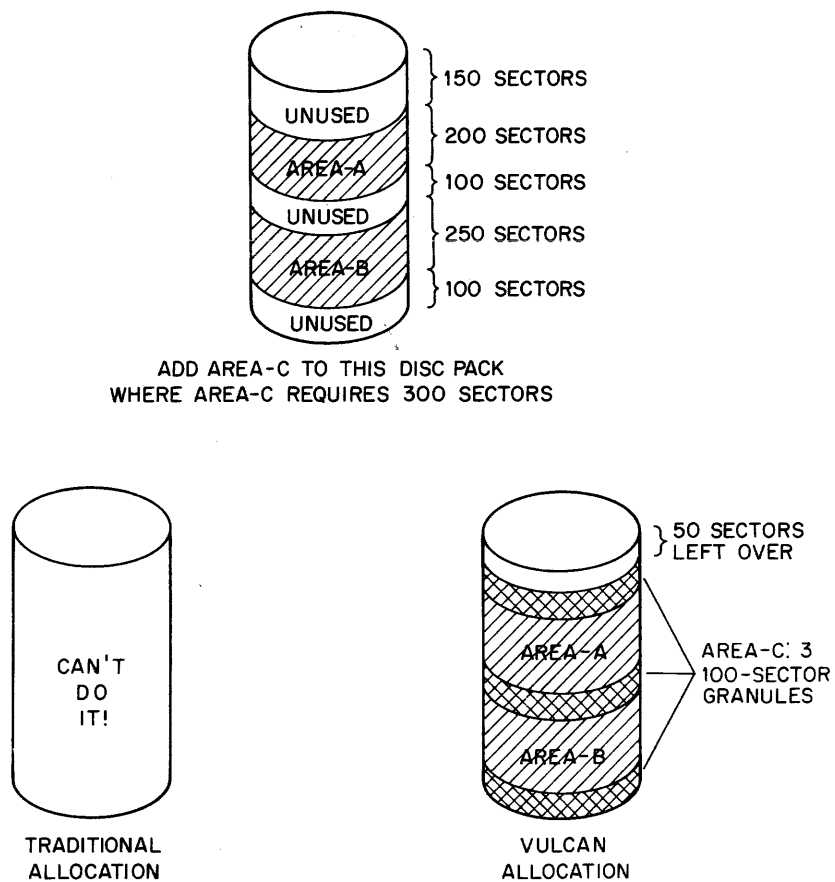 150 SECTORS
UNUSED
200 SECTORS
AREA-A
100 SECTORS
UNUSED
250 SECTORS
AREA-B
100 SECTORS
UNUSED
ADD AREA-C TO THIS DISC PACK
WHERE AREA-C REQUIRES 300 SECTORS
CAN'T
DO
IT!
TRADITIONAL
ALLOCATION
50 SECTORS
LEFT OVER
AREA-A
AREA-C: 3
100-SECTOR
GRANULES
AREA-B
VULCAN
ALLOCATION